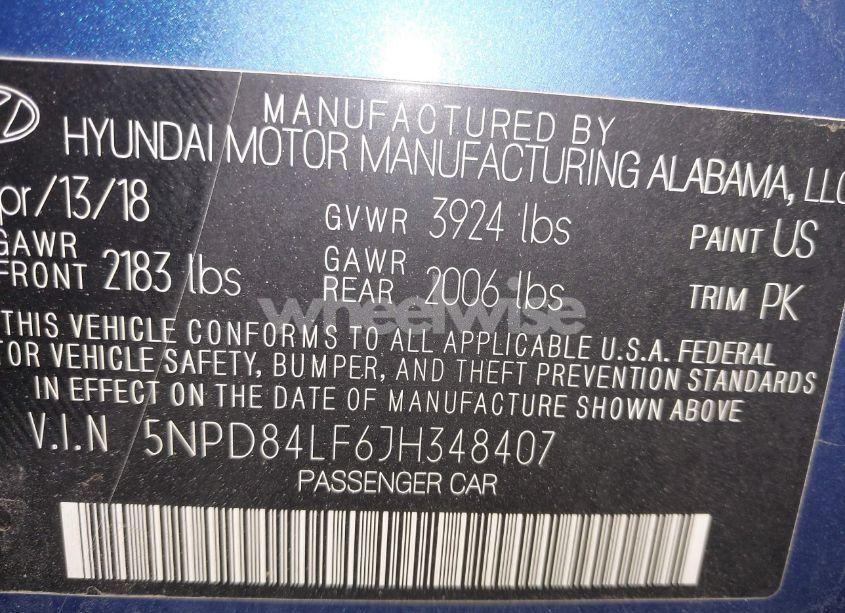 MANUFACTURED BY
HYUNDAI MOTOR MANUFACTURING ALABAMA, LLC
pr/13/18 GVWR 3924 lbs PAINT US
GAWR FRONT 2183 lbs GAWR REAR 2006 lbs TRIM PK
wheelwise
THIS VEHICLE CONFORMS TO ALL APPLICABLE U.S.A. FEDERAL
OR VEHICLE SAFETY, BUMPER, AND THEFT PREVENTION STANDARDS
IN EFFECT ON THE DATE OF MANUFACTURE SHOWN ABOVE
V.I.N 5NPD84LF6JH348407
PASSENGER CAR